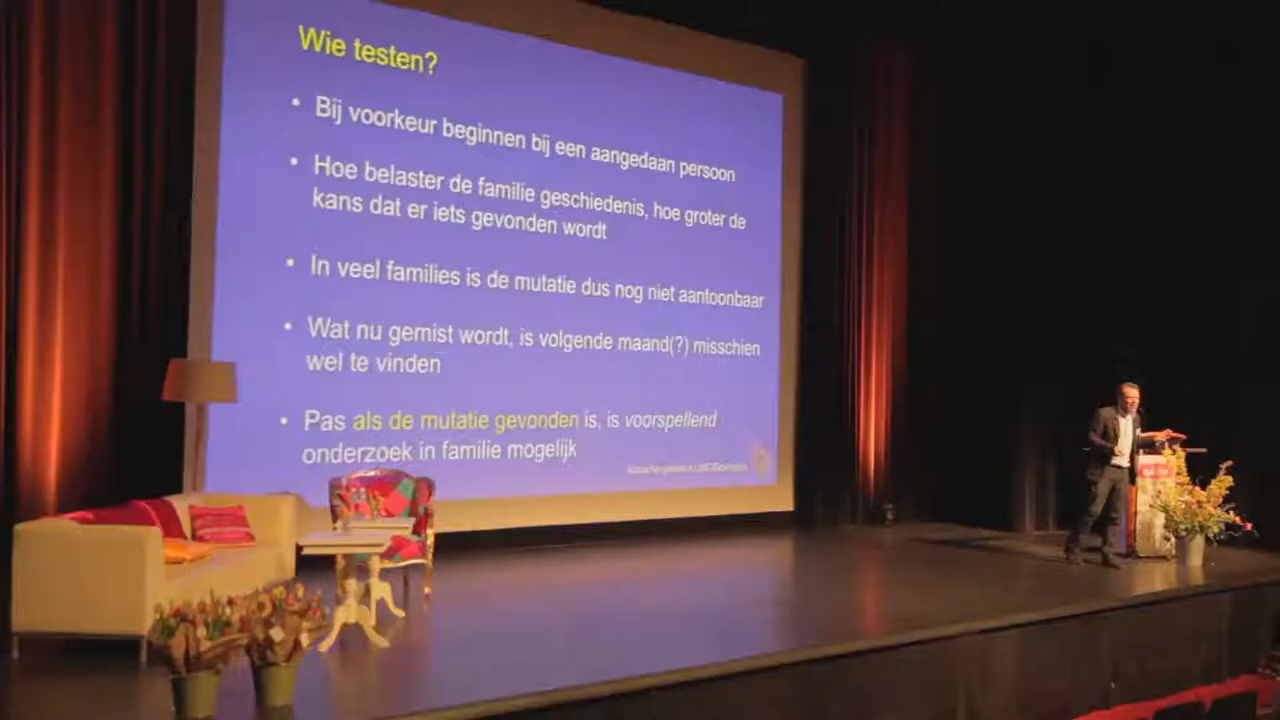 Wie testen?
• Bij voorkeur beginnen bij een aangedaan persoon
• Hoe belaster de familie geschiedenis, hoe groter de
kans dat er iets gevonden wordt
• In veel families is de mutatie dus nog niet aantoonbaar
• Wat nu gemist wordt, is volgende maand(?) misschien
wel te vinden
• Pas als de mutatie gevonden is, is voorspellend
onderzoek in familie mogelijk